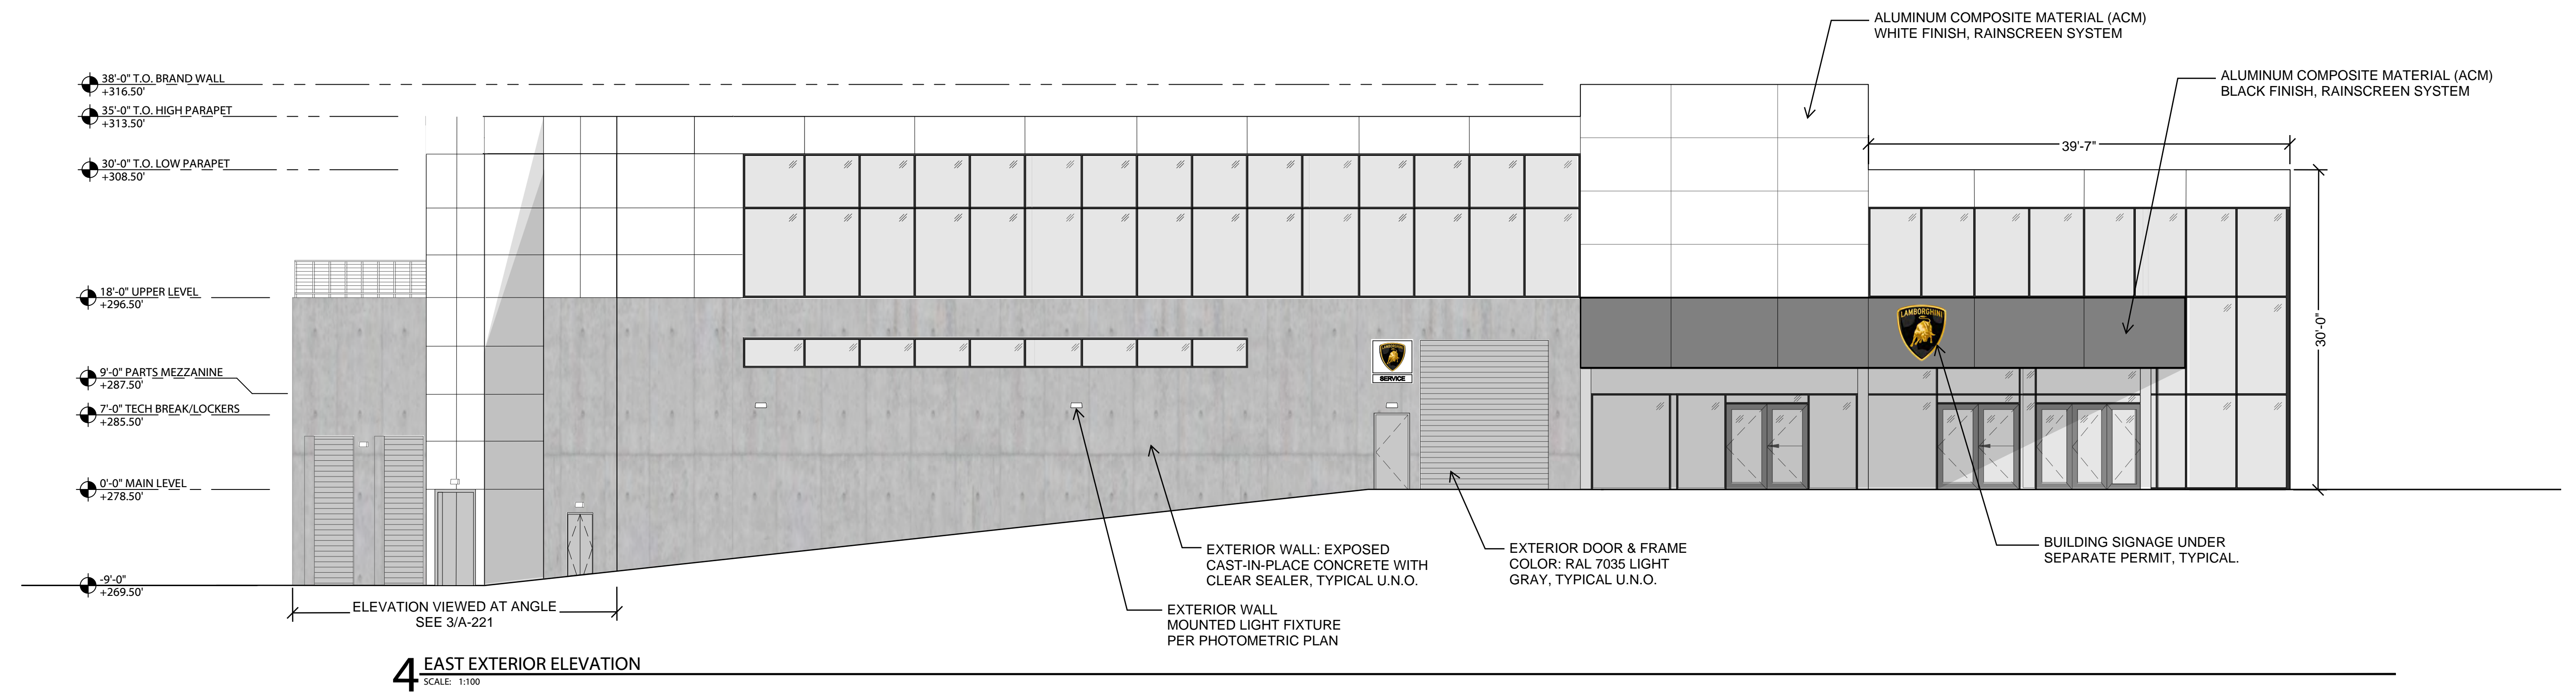 ALUMINUM COMPOSITE MATERIAL (ACM)
WHITE FINISH, RAINSCREEN SYSTEM
ALUMINUM COMPOSITE MATERIAL (ACM)
BLACK FINISH, RAINSCREEN SYSTEM
38'-0" T.O. BRAND WALL
+316.50'
35'-0" T.O. HIGH PARAPET
+313.50'
30'-0" T.O. LOW PARAPET
+308.50'
39'-7"
18'-0" UPPER LEVEL
+296.50'
LAMBORGHINI
30'-0"
9'-0" PARTS MEZZANINE
+287.50'
LAMBORGHINI
SERVICE
7'-0" TECH BREAK/LOCKERS
+285.50'
0'-0" MAIN LEVEL
+278.50'
-9'-0"
+269.50'
ELEVATION VIEWED AT ANGLE
SEE 3/A-221
EXTERIOR WALL: EXPOSED
CAST-IN-PLACE CONCRETE WITH
CLEAR SEALER, TYPICAL U.N.O.
EXTERIOR DOOR & FRAME
COLOR: RAL 7035 LIGHT
GRAY, TYPICAL U.N.O.
BUILDING SIGNAGE UNDER
SEPARATE PERMIT, TYPICAL.
EXTERIOR WALL
MOUNTED LIGHT FIXTURE
PER PHOTOMETRIC PLAN
4 EAST EXTERIOR ELEVATION
SCALE: 1:100